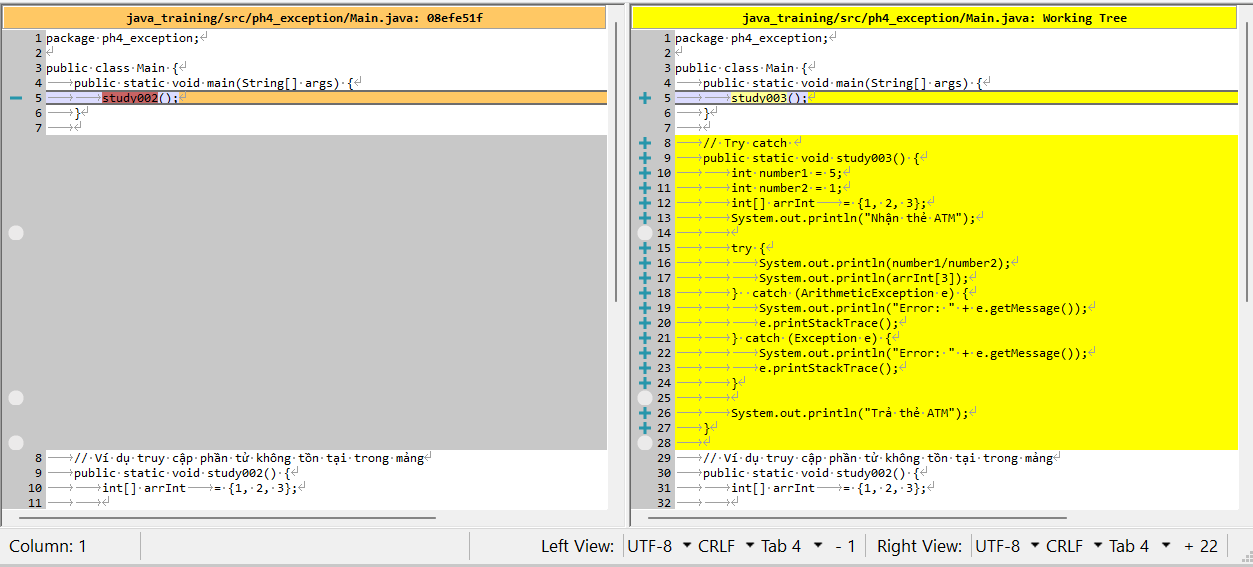 java_training/src/ph4_exception/Main.java: 08efe51f
1 package ph4_exception;
2
3 public class Main {
4 public static void main(String[] args) {
5 study002();
6 }
7
8 // Ví dụ truy cập phần tử không tồn tại trong mảng
9 public static void study002() {
10 int[] arrInt = {1, 2, 3};
11
java_training/src/ph4_exception/Main.java: Working Tree
1 package ph4_exception;
2
3 public class Main {
4 public static void main(String[] args) {
5 study003();
6 }
7
8 // Try catch
9 public static void study003() {
10 int number1 = 5;
11 int number2 = 1;
12 int[] arrInt = {1, 2, 3};
13 System.out.println("Nhận thẻ ATM");
14
15 try {
16 System.out.println(number1/number2);
17 System.out.println(arrInt[3]);
18 } catch (ArithmeticException e) {
19 System.out.println("Error: " + e.getMessage());
20 e.printStackTrace();
21 } catch (Exception e) {
22 System.out.println("Error: " + e.getMessage());
23 e.printStackTrace();
24 }
25
26 System.out.println("Trả thẻ ATM");
27 }
28
29 // Ví dụ truy cập phần tử không tồn tại trong mảng
30 public static void study002() {
31 int[] arrInt = {1, 2, 3};
32
Column: 1 Left View: UTF-8 CRLF Tab 4 - 1 Right View: UTF-8 CRLF Tab 4 + 22